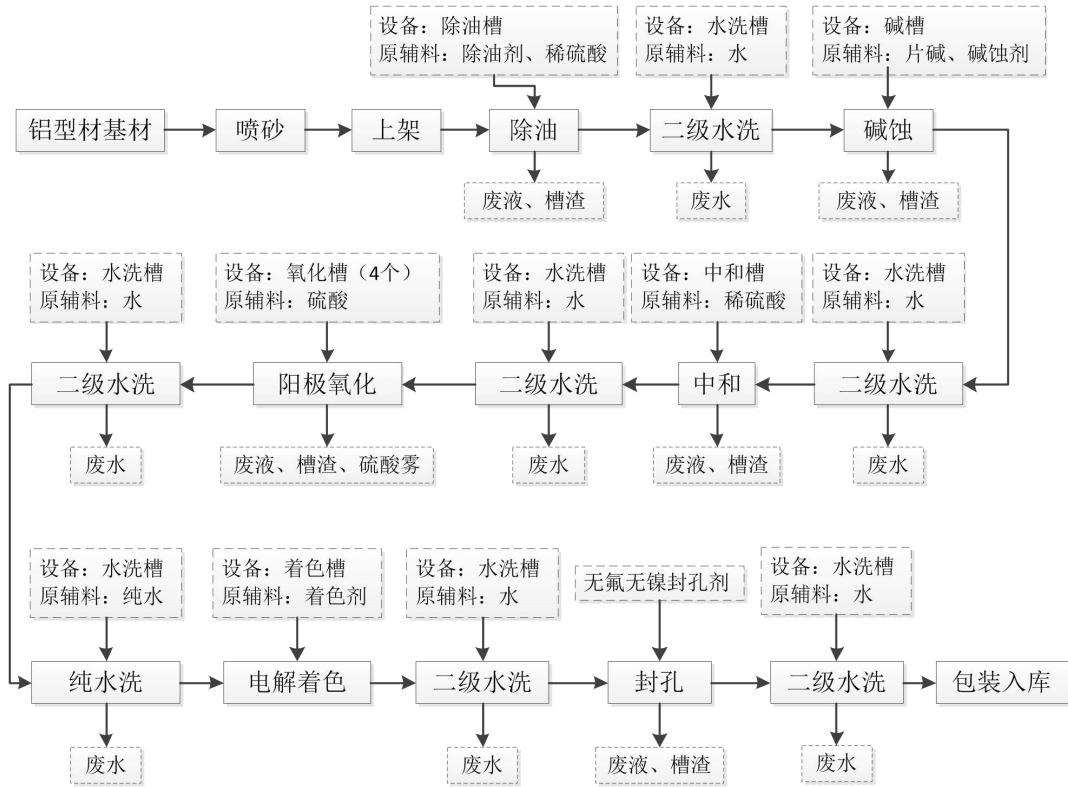 设备：除油槽
原辅料：除油剂、稀硫酸
设备：水洗槽
原辅料：水
设备：碱槽
原辅料：片碱、碱蚀剂
铝型材基材
喷砂
上架
除油
二级水洗
碱蚀
废液、槽渣
废水
废液、槽渣
设备：水洗槽
原辅料：水
设备：氧化槽（4个）
原辅料：硫酸
设备：水洗槽
原辅料：水
设备：中和槽
原辅料：稀硫酸
设备：水洗槽
原辅料：水
二级水洗
阳极氧化
二级水洗
中和
二级水洗
废水
废液、槽渣、硫酸雾
废水
废液、槽渣
废水
设备：水洗槽
原辅料：纯水
设备：着色槽
原辅料：着色剂
设备：水洗槽
原辅料：水
无氟无镍封孔剂
设备：水洗槽
原辅料：水
纯水洗
电解着色
二级水洗
封孔
二级水洗
包装入库
废水
废水
废液、槽渣
废水